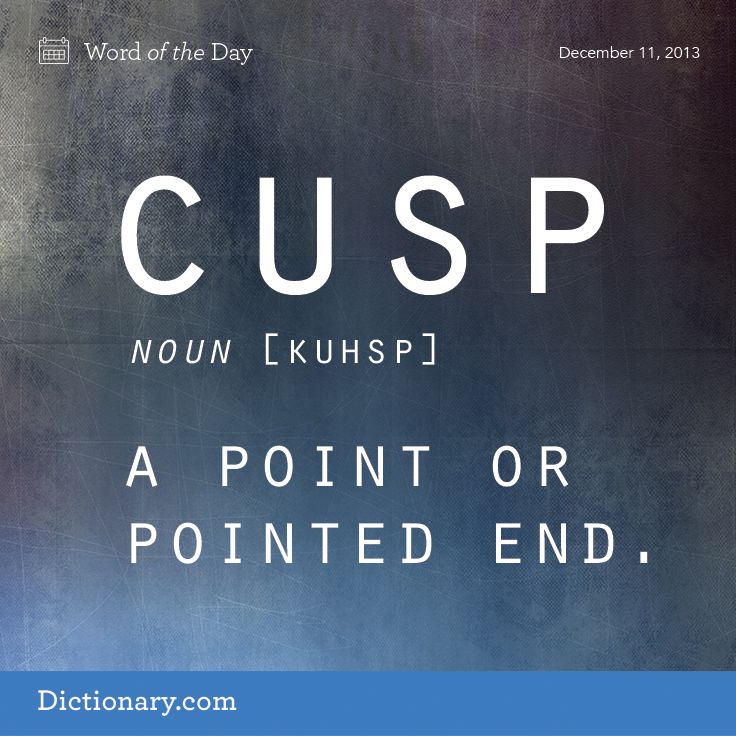 Word of the Day
December 11, 2013
CUSP
NOUN [KUHSP]
A POINT OR
POINTED END.
Dictionary.com